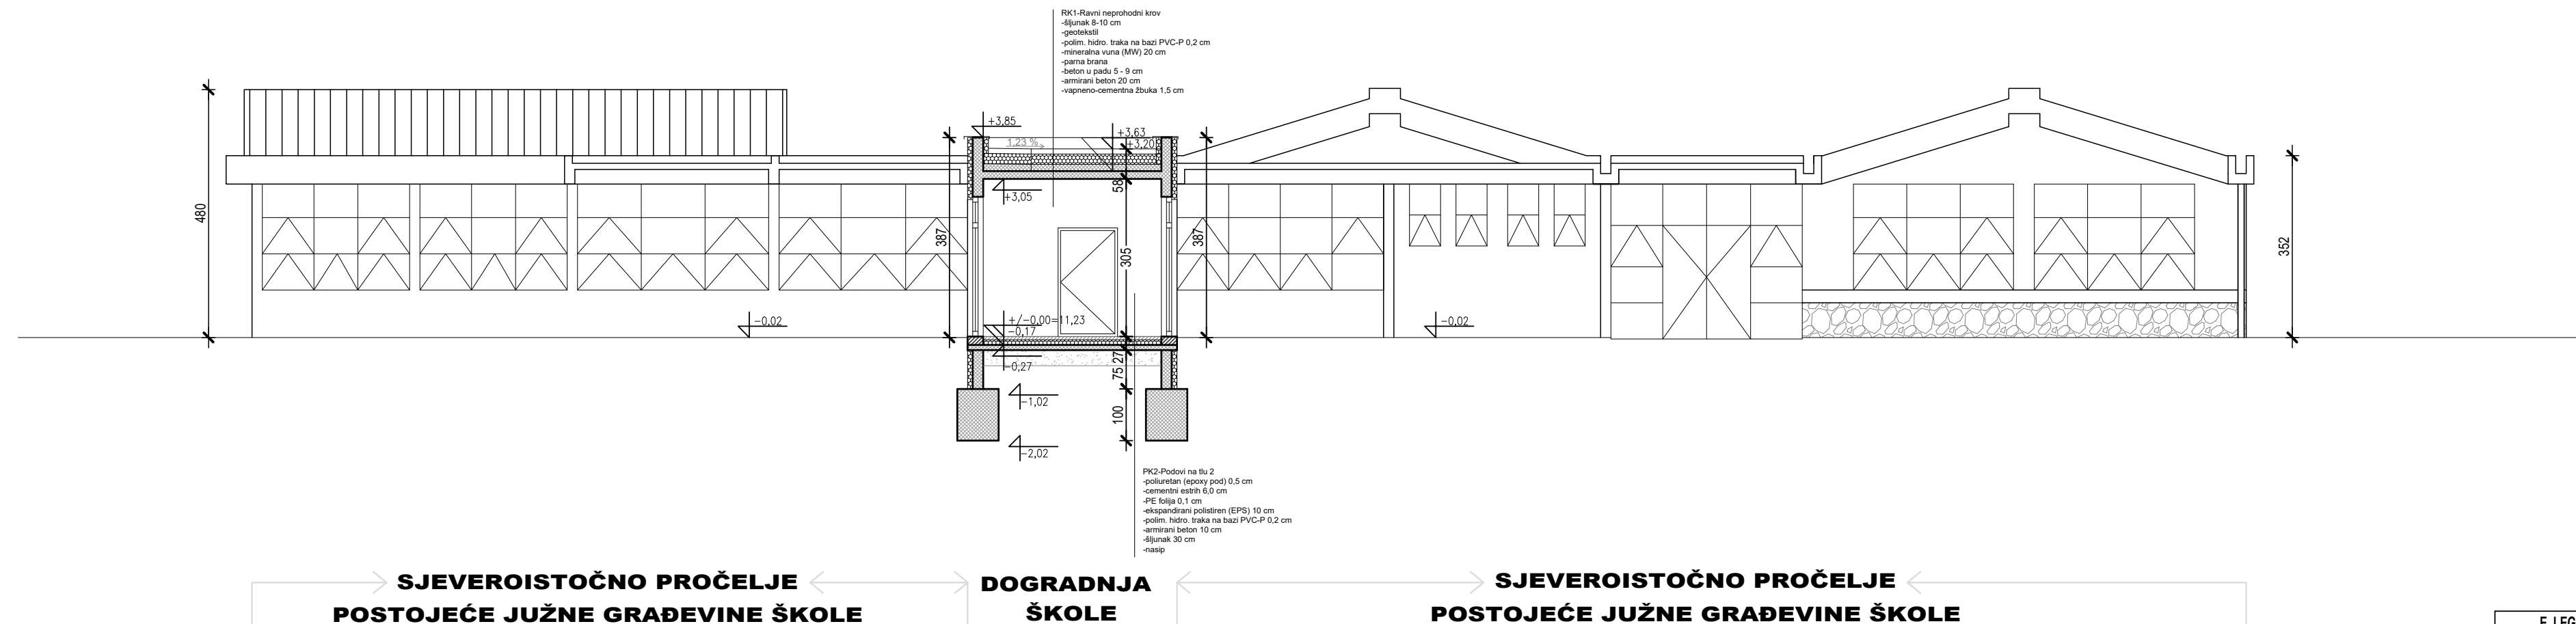 RK1-Ravni neprohodni krov
-šljunak 8-10 cm
-geotekstil
-polim. hidro. traka na bazi PVC-P 0,2 cm
-mineralna vuna (MW) 20 cm
-parna brana
-beton u padu 5 - 9 cm
-armirani beton 20 cm
-vapneno-cementna žbuka 1,5 cm
+3,85
+3,63
1,23 %
+3,20
58
+3,05
480
387
305
387
352
+/-0,00=11,23
-0,02
-0,17
-0,02
-0,27
27
75
-1,02
100
-2,02
PK2-Podovi na tlu 2
-poliuretan (epoxy pod) 0,5 cm
-cementni estrih 6,0 cm
-PE folija 0,1 cm
-ekspandirani polistiren (EPS) 10 cm
-polim. hidro. traka na bazi PVC-P 0,2 cm
-armirani beton 10 cm
-šljunak 30 cm
-nasip
SJEVEROISTOČNO PROČELJE
POSTOJEĆE JUŽNE GRAĐEVINE ŠKOLE
DOGRADNJA
ŠKOLE
SJEVEROISTOČNO PROČELJE
POSTOJEĆE JUŽNE GRAĐEVINE ŠKOLE